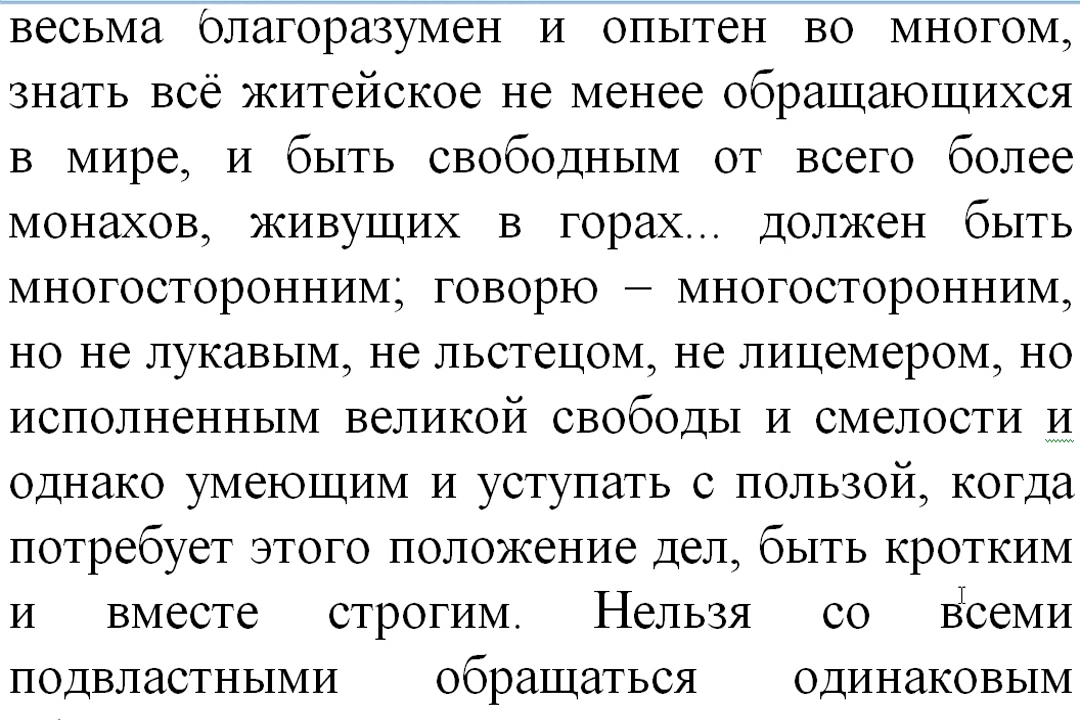 весьма благоразумен и опытен во многом,
знать всё житейское не менее обращающихся
в мире, и быть свободным от всего более
монахов, живущих в горах... должен быть
многосторонним; говорю – многосторонним,
но не лукавым, не льстецом, не лицемером, но
исполненным великой свободы и смелости и
однако умеющим и уступать с пользой, когда
потребует этого положение дел, быть кротким
и вместе строгим. Нельзя со всеми
подвластными обращаться одинаковым